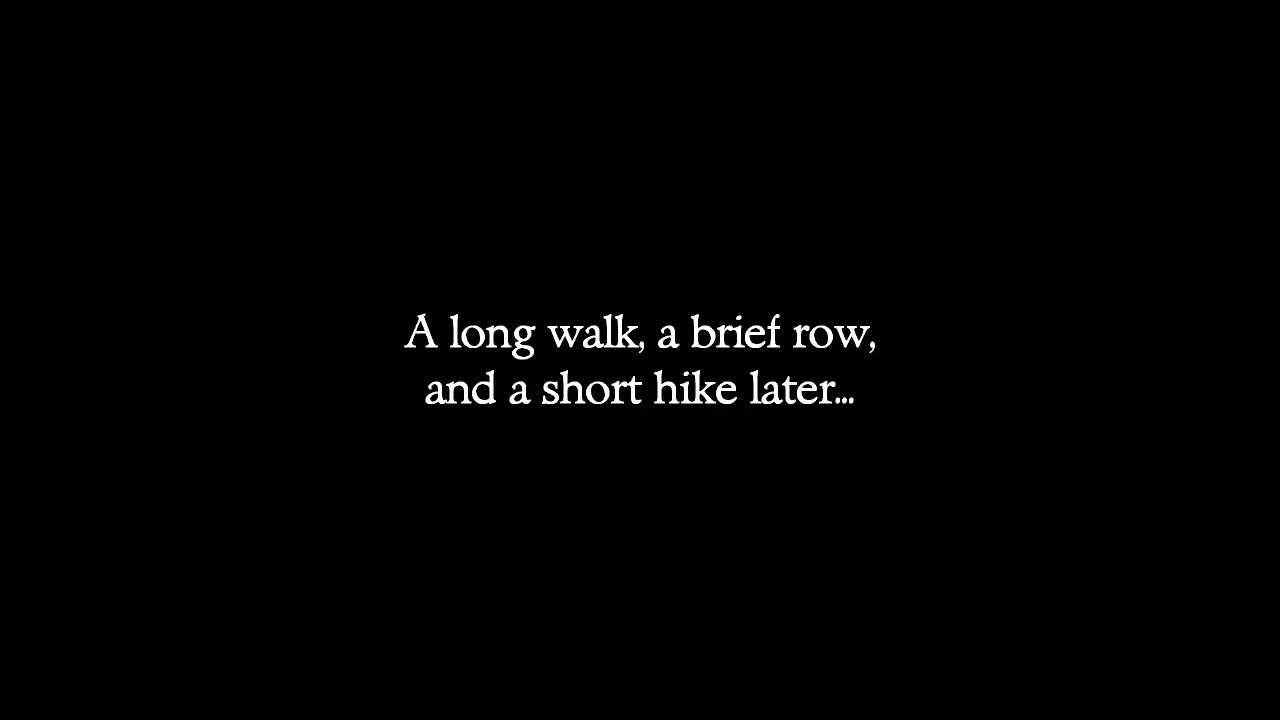 A long walk, a brief row,
and a short hike later...